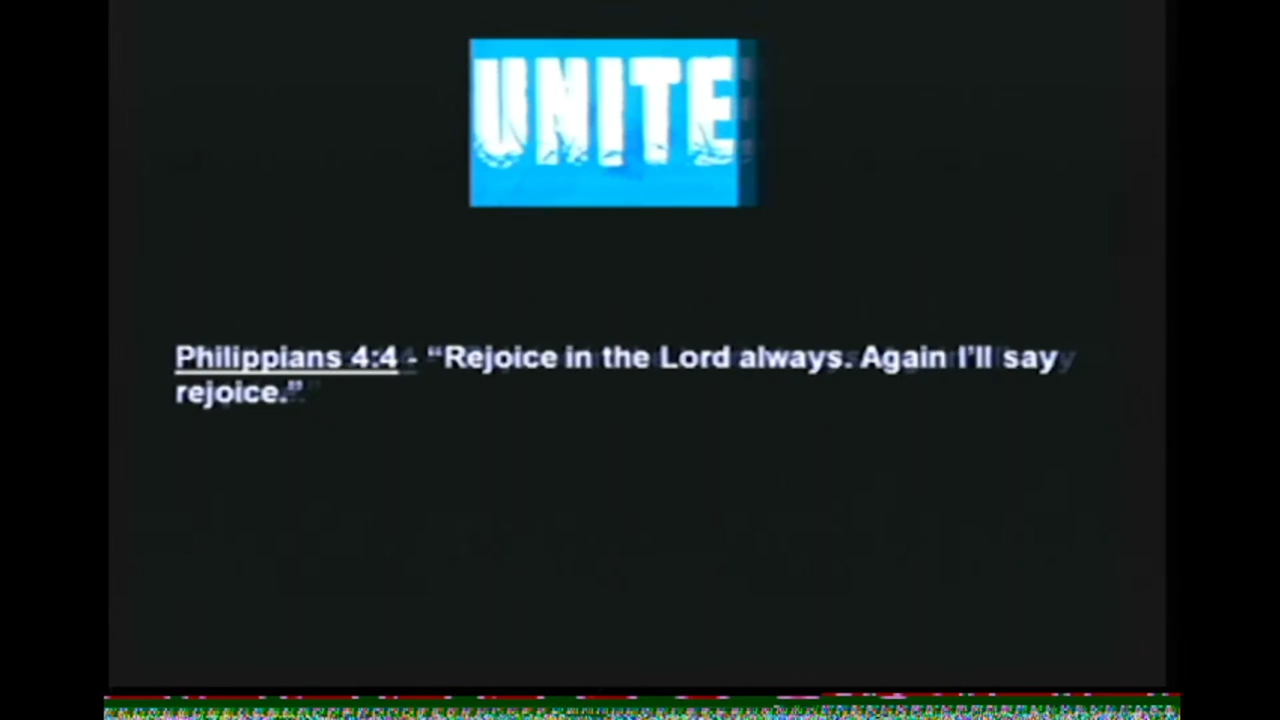 UNITE
Philippians 4:4 - “Rejoice in the Lord always. Again I’ll say
rejoice.”